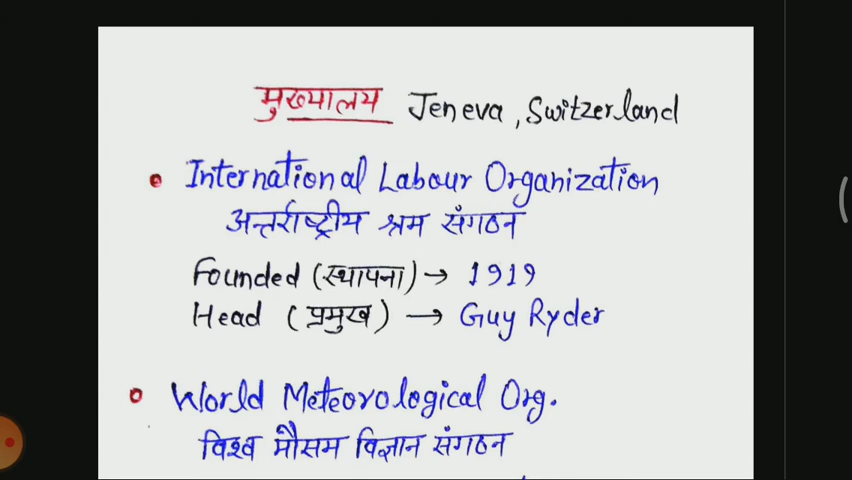 मुख्यालय Jeneva, Switzerland
International Labour Organization
अन्तर्राष्ट्रीय श्रम संगठन
Founded (स्थापना) → 1919
Head (प्रमुख) → Guy Ryder
World Meteorological Org.
विश्व मौसम विज्ञान संगठन